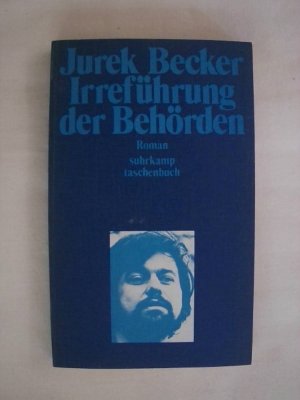 Jurek Becker
Irreführung
der Behörden
Roman
suhrkamp
taschenbuch